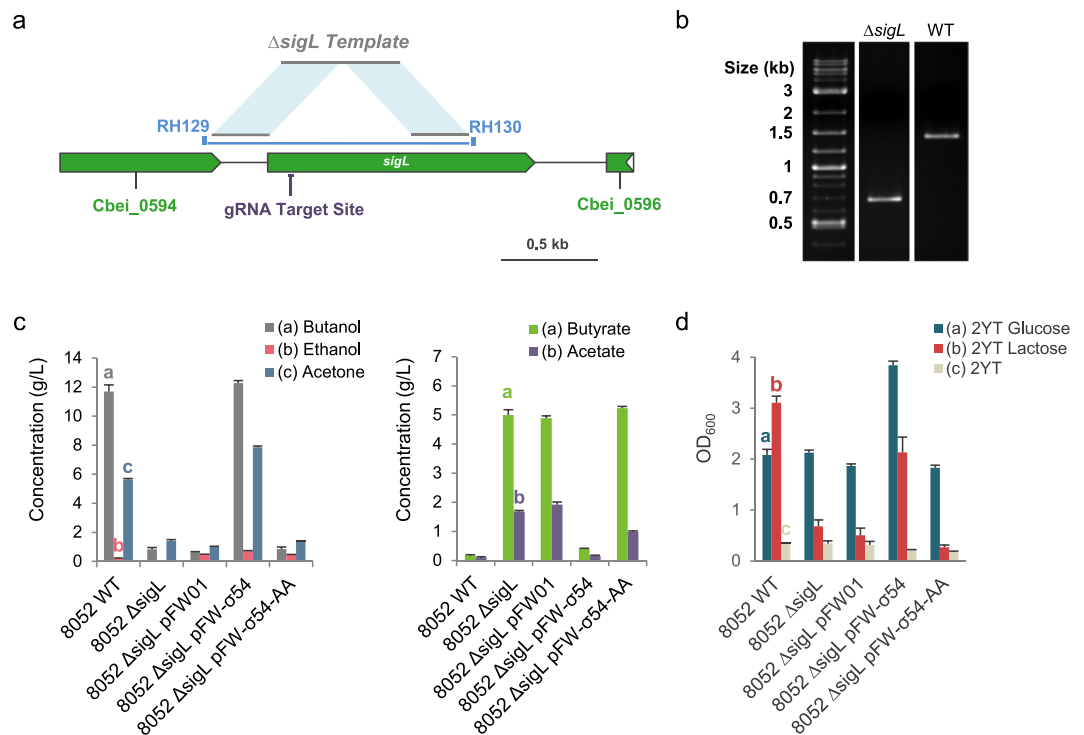 a
ΔsigL Template
RH129
RH130
sigL
Cbei_0594
gRNA Target Site
Cbei_0596
0.5 kb
b
ΔsigL
WT
Size (kb)
3
2
1.5
1
0.7
0.5
c
(a) Butanol
(b) Ethanol
(c) Acetone
Concentration (g/L)
14
12
10
8
6
4
2
0
a
b
c
8052 WT
8052 ΔsigL
8052 ΔsigL pFW01
8052 ΔsigL pFW-σ54
8052 ΔsigL pFW-σ54-AA
(a) Butyrate
(b) Acetate
Concentration (g/L)
7
6
5
4
3
2
1
0
a
b
8052 WT
8052 ΔsigL
8052 ΔsigL pFW01
8052 ΔsigL pFW-σ54
8052 ΔsigL pFW-σ54-AA
d
(a) 2YT Glucose
(b) 2YT Lactose
(c) 2YT
OD600
4
3
2
1
0
a
b
c
8052 WT
8052 ΔsigL
8052 ΔsigL pFW01
8052 ΔsigL pFW-σ54
8052 ΔsigL pFW-σ54-AA